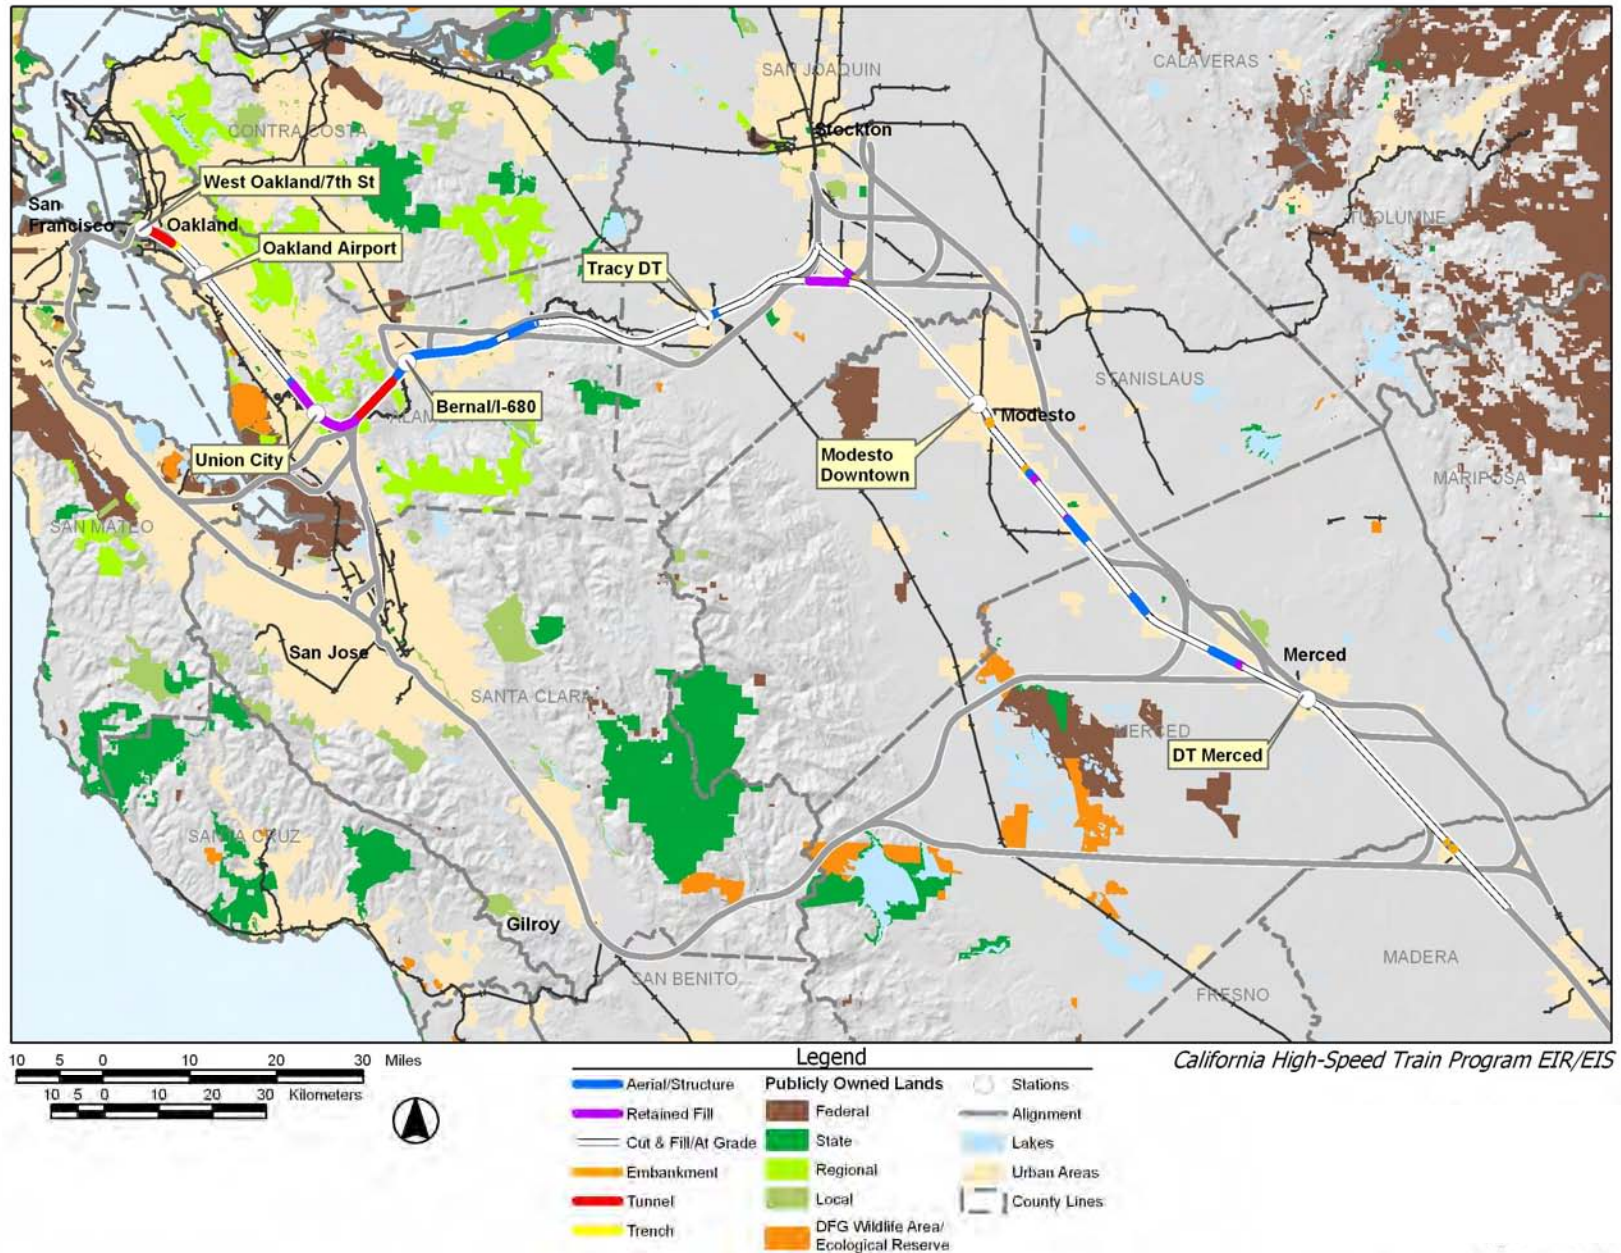 CALAVERAS
SAN JOAQUIN
CONTRA COSTA
Stockton
West Oakland/7th St
San
Francisco
Oakland
TUOLUMNE
Oakland Airport
Tracy DT
STANISLAUS
Bernal/I-680
Modesto
Union City
Modesto
Downtown
MARIPOSA
SAN MATEO
San Jose
Merced
SANTA CLARA
MERCED
DT Merced
SANTA CRUZ
Gilroy
SAN BENITO
MADERA
FRESNO
10 5 0 10 20 30 Miles
10 5 0 10 20 30 Kilometers
California High-Speed Train Program EIR/EIS
Legend
Aerial/Structure
Retained Fill
Cut & Fill/At Grade
Embankment
Tunnel
Trench
Publicly Owned Lands
Federal
State
Regional
Local
DFG Wildlife Area/
Ecological Reserve
Stations
Alignment
Lakes
Urban Areas
County Lines